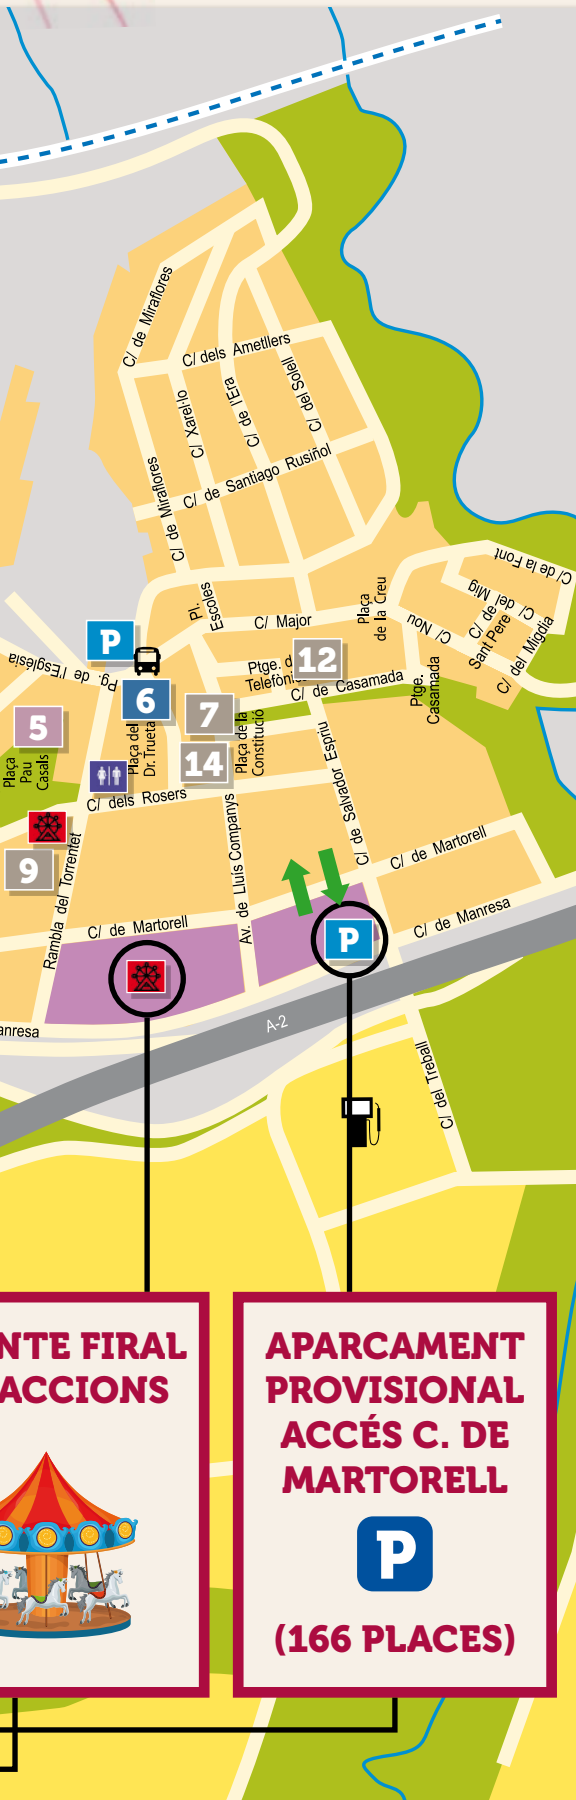 C/ de Miraflores
C/ dels Ametllers
C/ Xarel·lo
C/ de l'Era
C/ del Solell
C/ de Miraflores
C/ de Santiago Rusiñol
Pl.
Escoles
C/ Major
Plaça
de la Creu
C/ de la Font
C/ del Mig
C/ de
Sant Pere
C/ Nou
C/ del Migdia
P
Pg. de l'Església
12
Ptge. d
Telefònic
C/ de Casamada
Ptge.
Casamada
6
7
5
Plaça del
Dr. Trueta
Plaça de la
Constitució
14
Plaça
Pau
Casals
C/ dels Rosers
9
Rambla del Torrentet
Av. de Lluís Companys
C/ de Salvador Espriu
C/ de Martorell
C/ de Martorell
C/ de Manresa
P
anresa
A-2
C/ del Treball
NTE FIRAL
ACCIONS
APARCAMENT
PROVISIONAL
ACCÉS C. DE
MARTORELL
P
(166 PLACES)